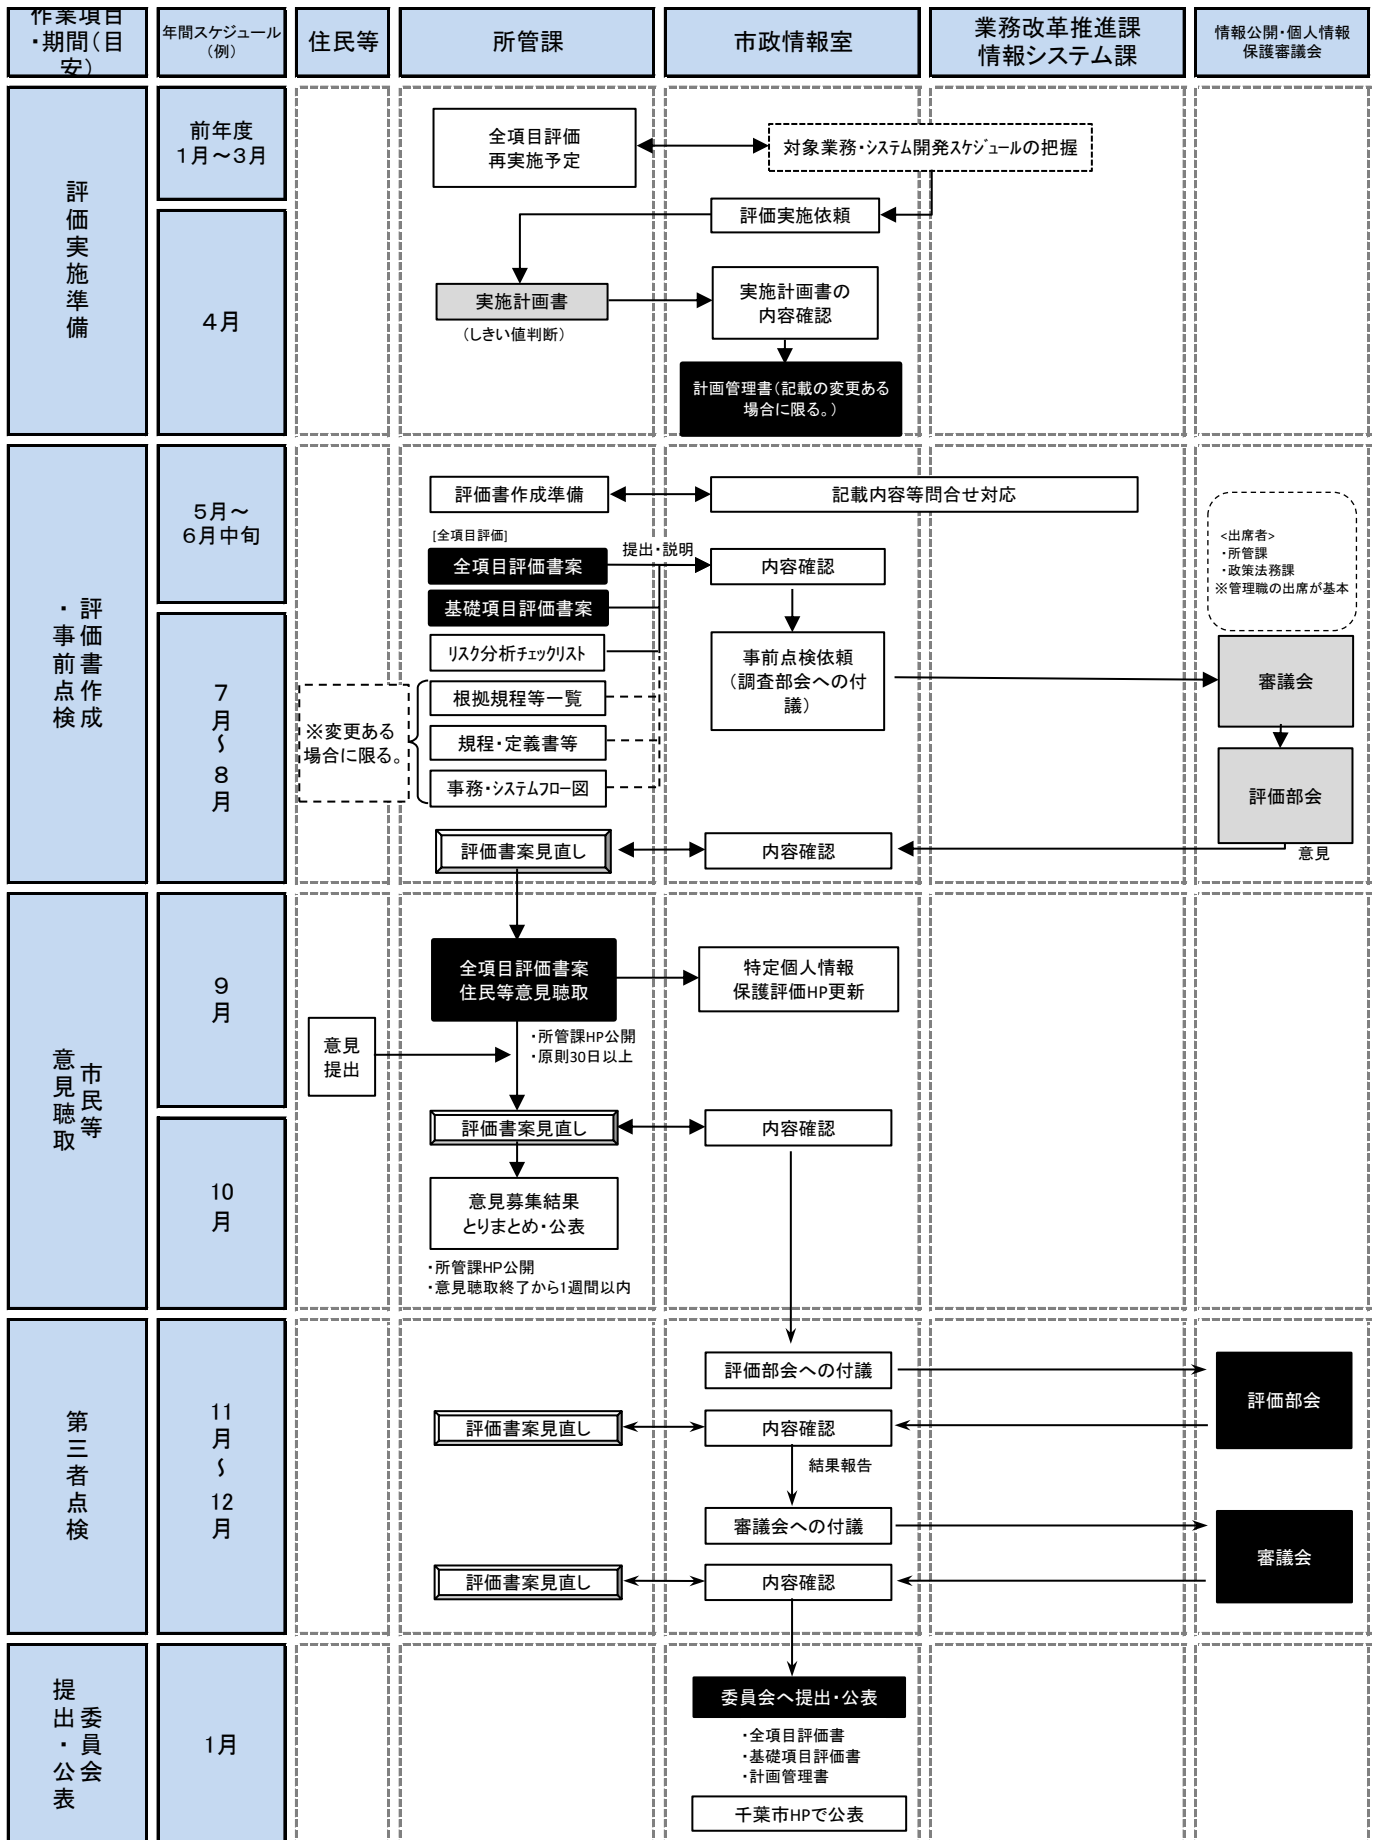 作業項目
・期間(目
安)
年間スケジュール
(例)
住民等
所管課
市政情報室
業務改革推進課
情報システム課
情報公開・個人情報
保護審議会
評価実施準備
前年度
1月~3月
全項目評価
再実施予定
対象業務・システム開発スケジュールの把握
4月
評価実施依頼
実施計画書
(しきい値判断)
実施計画書の
内容確認
計画管理書(記載の変更ある
場合に限る。)
評価書作成
・事前点検
5月~
6月中旬
評価書作成準備
記載内容等問合せ対応
[全項目評価]
全項目評価書案
提出・説明
内容確認
<出席者>
・所管課
・政策法務課
※管理職の出席が基本
7
月
~
8
月
基礎項目評価書案
リスク分析チェックリスト
事前点検依頼
(調査部会への付
議)
審議会
※変更ある
場合に限る。
根拠規程等一覧
規程・定義書等
事務・システムフロー図
評価部会
評価書案見直し
内容確認
意見
市民等
意見聴取
9
月
全項目評価書案
住民等意見聴取
特定個人情報
保護評価HP更新
意見
提出
・所管課HP公開
・原則30日以上
10
月
評価書案見直し
内容確認
意見募集結果
とりまとめ・公表
・所管課HP公開
・意見聴取終了から1週間以内
第三者点検
11
月
~
12
月
評価部会への付議
評価部会
評価書案見直し
内容確認
結果報告
審議会への付議
審議会
評価書案見直し
内容確認
委員会
提出・公表
1月
委員会へ提出・公表
・全項目評価書
・基礎項目評価書
・計画管理書
千葉市HPで公表